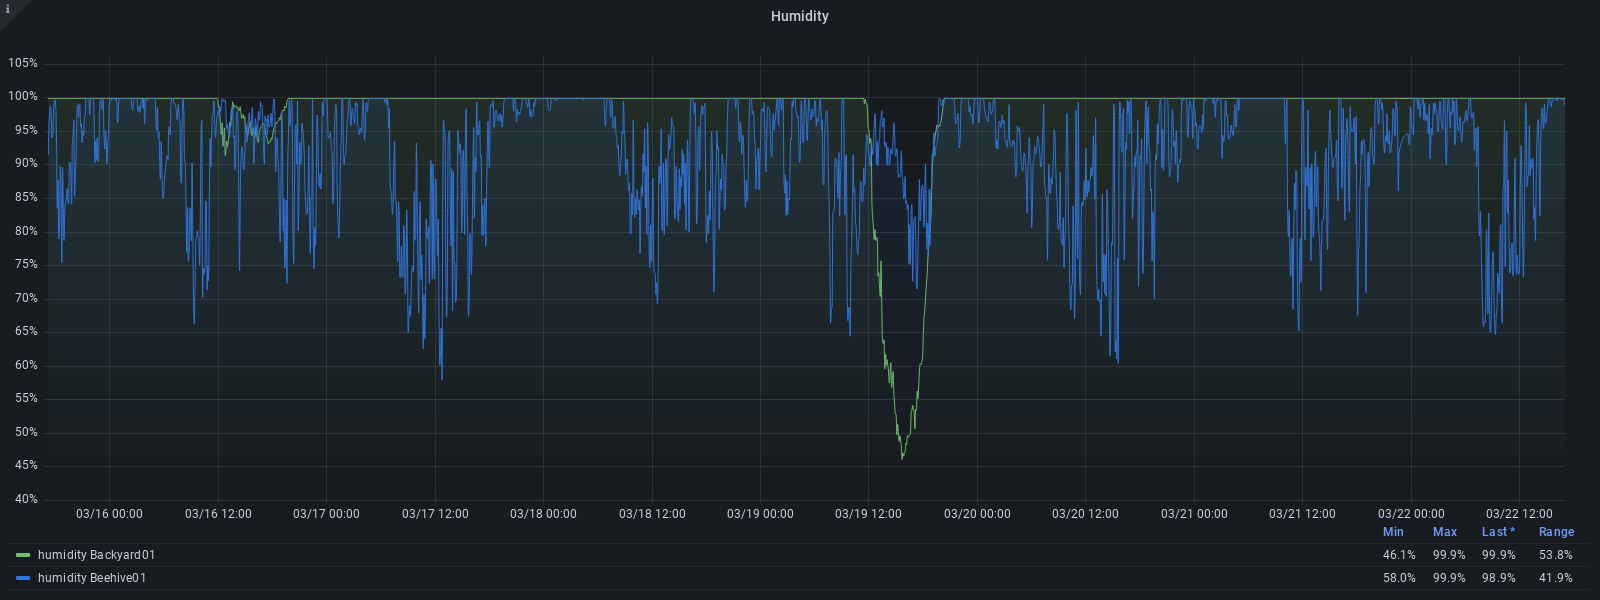 i
Humidity
105%
100%
95%
90%
85%
80%
75%
70%
65%
60%
55%
50%
45%
40%
03/16 00:00 03/16 12:00 03/17 00:00 03/17 12:00 03/18 00:00 03/18 12:00 03/19 00:00 03/19 12:00 03/20 00:00 03/20 12:00 03/21 00:00 03/21 12:00 03/22 00:00 03/22 12:00
Min Max Last * Range
humidity Backyard01 46.1% 99.9% 99.9% 53.8%
humidity Beehive01 58.0% 99.9% 98.9% 41.9%